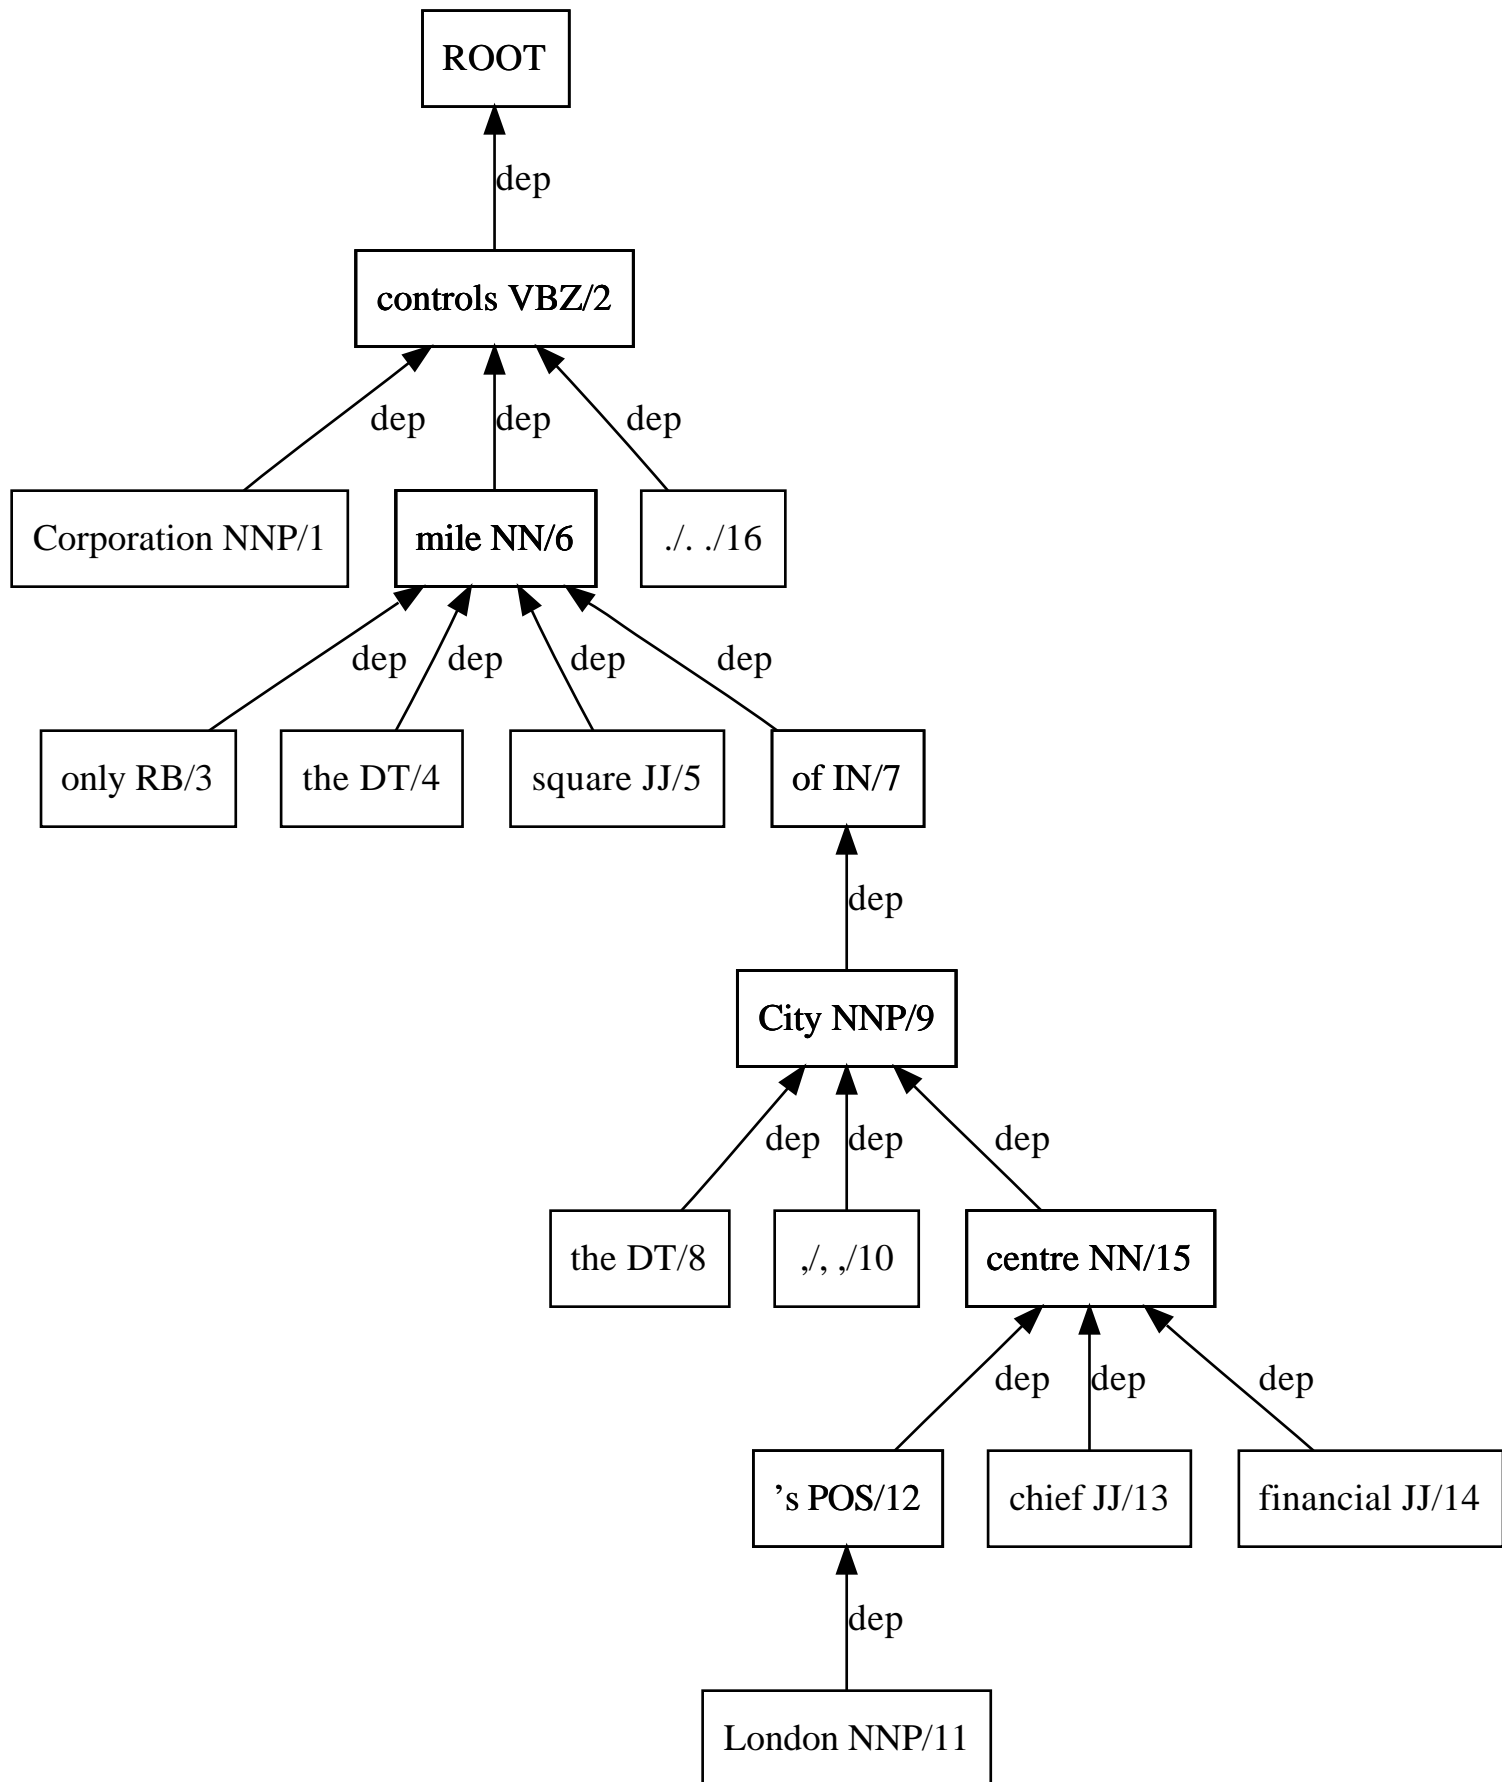 ROOT
dep
controls VBZ/2
dep dep dep
Corporation NNP/1 mile NN/6 ./. ./16
dep dep dep dep
only RB/3 the DT/4 square JJ/5 of IN/7
dep
City NNP/9
dep dep dep
the DT/8 ,/, ,/10 centre NN/15
dep dep dep
’s POS/12 chief JJ/13 financial JJ/14
dep
London NNP/11